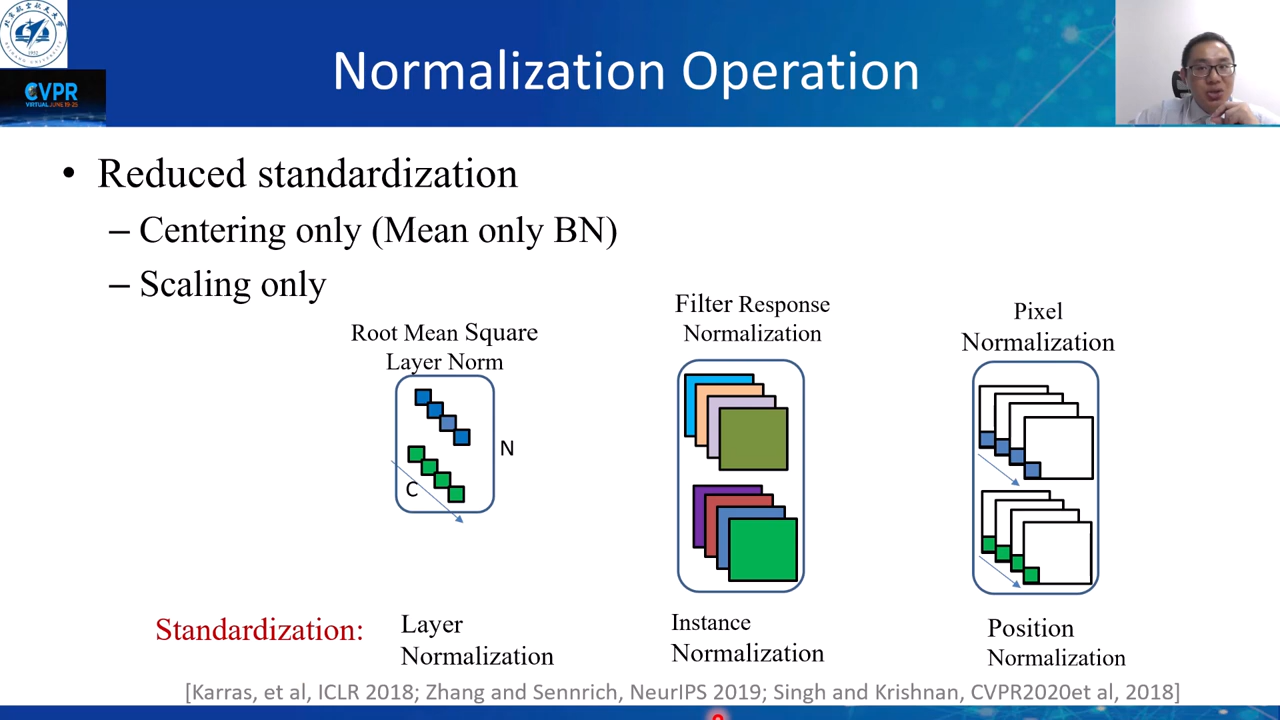 CVPR
VIRTUAL JUNE 19-25
Normalization Operation
• Reduced standardization
– Centering only (Mean only BN)
– Scaling only
Root Mean Square
Layer Norm
Filter Response
Normalization
Pixel
Normalization
N
C
Standardization:
Layer
Normalization
Instance
Normalization
Position
Normalization
[Karras, et al, ICLR 2018; Zhang and Sennrich, NeurIPS 2019; Singh and Krishnan, CVPR2020et al, 2018]